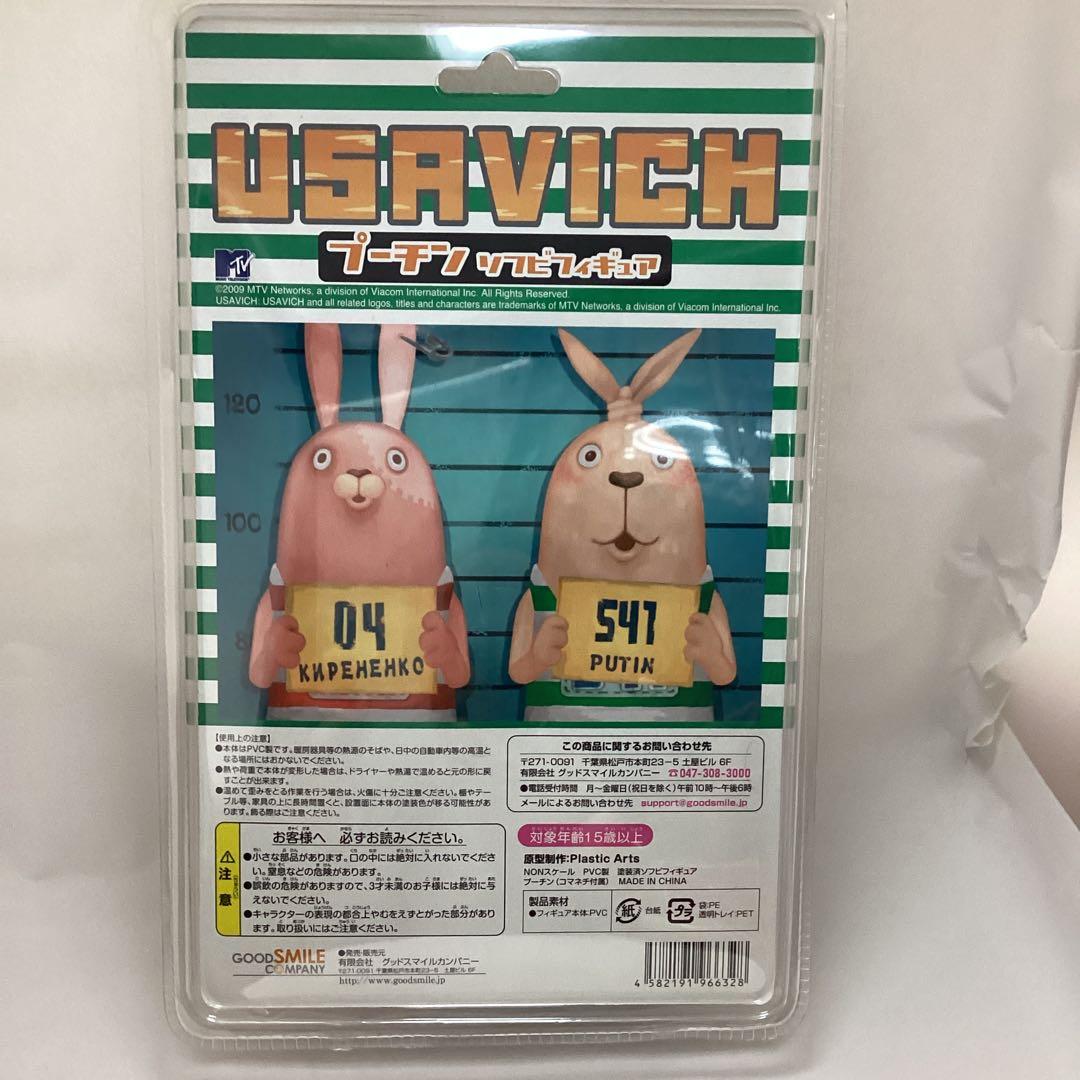 USAVICH
プーチン ソフビフィギュア
MTV
MUSIC TELEVISION
©2009 MTV Networks, a division of Viacom International Inc. All Rights Reserved.
USAVICH: USAVICH and all related logos, titles and characters are trademarks of MTV Networks, a division of Viacom International Inc.
120
100
8
04
КИРЕНЕНКО
541
PUTIN
【使用上の注意】
●本体はPVC製です。暖房器具等の熱源のそばや、日中の自動車内等の高温となる場所にはおかないでください。
●熱や荷重で本体が変形した場合は、ドライヤーや熱湯で温めると元の形に戻すことが出来ます。
●温めて歪みをとる作業を行う場合は、火傷に十分ご注意ください。棚やテーブル等、家具の上に長時間置くと、設置面に本体の塗装色が移る可能性があります。飾る際はご注意ください。
この商品に関するお問い合わせ先
〒271-0091 千葉県松戸市本町23-5 土屋ビル 6F
有限会社 グッドスマイルカンパニー ☎047-308-3000
●電話受付時間 月〜金曜日(祝日を除く)午前10時〜午後6時
メールによるお問い合わせ先 support@goodsmile.jp
注意
お客様へ 必ずお読みください。
●小さな部品があります。口の中には絶対に入れないでください。窒息などの危険があります。
●誤飲の危険がありますので、3才未満のお子様には絶対に与えないでください。
●キャラクターの表現の都合上やむをえずとがった部分があります。取り扱いにはご注意ください。
対象年齢15歳以上
原型制作:Plastic Arts
NONスケール PVC製 塗装済ソフビフィギュア
プーチン(コマネチ付属) MADE IN CHINA
製品素材
●フィギュア本体:PVC
紙 台紙
プラ 袋:PE
透明トレイ:PET
GOODSMILE
COMPANY
●発売・販売元
有限会社 グッドスマイルカンパニー
〒271-0091 千葉県松戸市本町23-5 土屋ビル 6F
http://www.goodsmile.jp
4 582191 966328